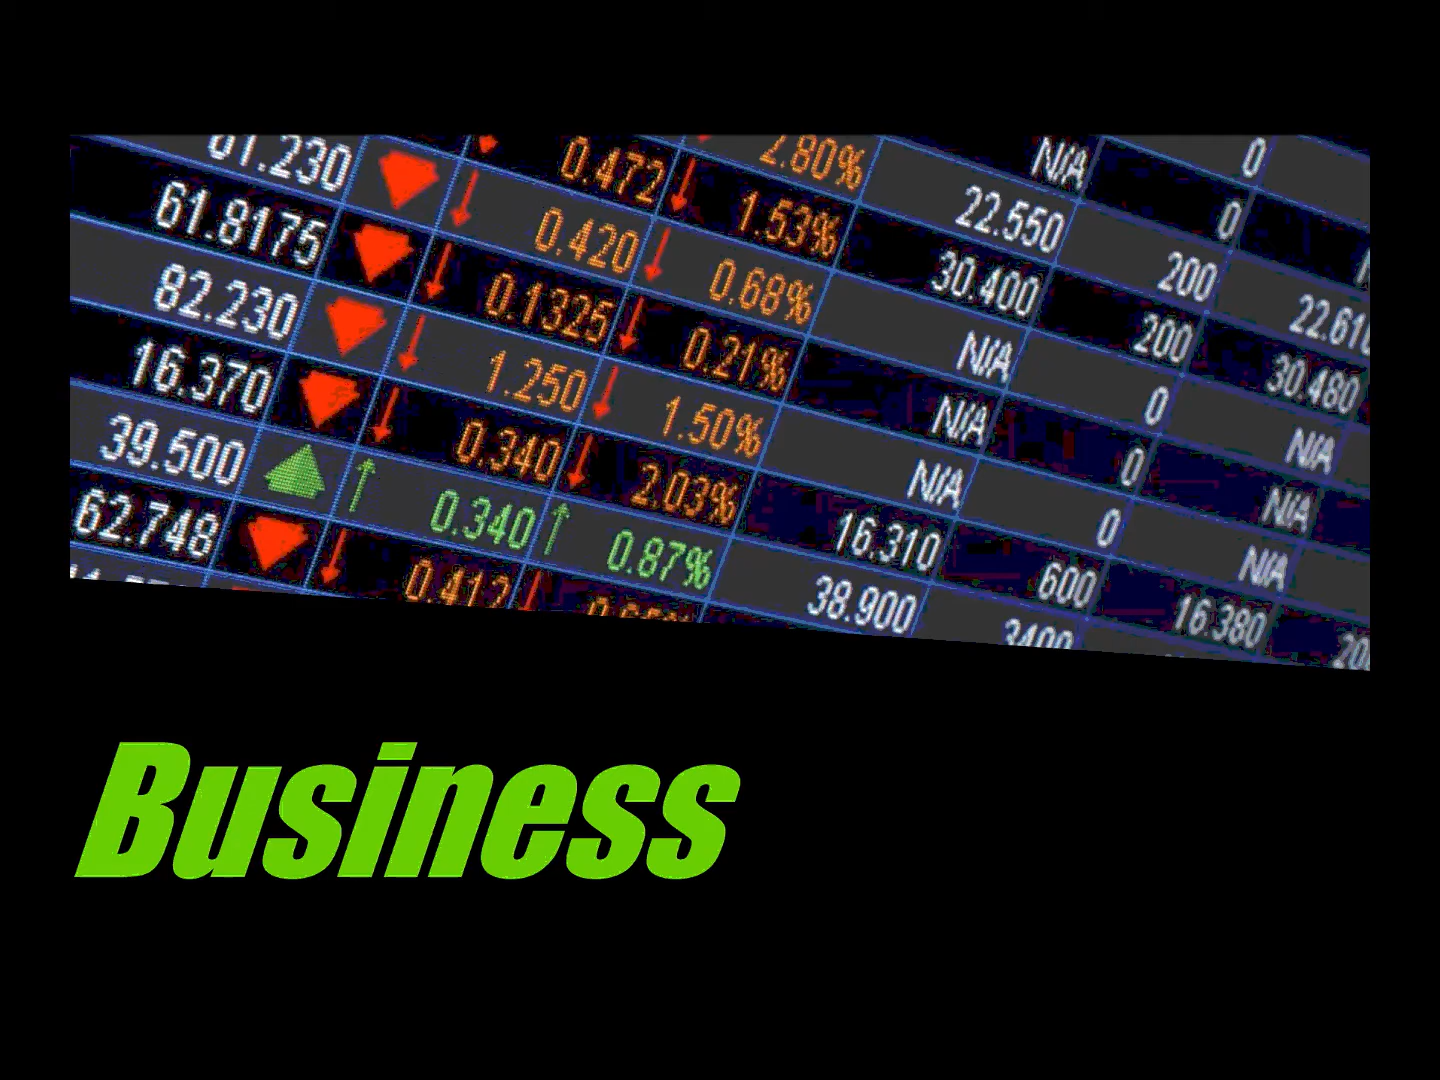 0
N/A 0
2.80% 22.550 200
0.472 1.53% 30.400 200 30.480
0.420 0.68% N/A 0 N/A
61.8175 0.1325 0.21% N/A 0 N/A
82.230 1.250 1.50% N/A 0 N/A
16.370 0.340 2.03% 16.310 600 16.380
39.500 0.340 0.87% 38.900 3400
62.748 0.412
Business